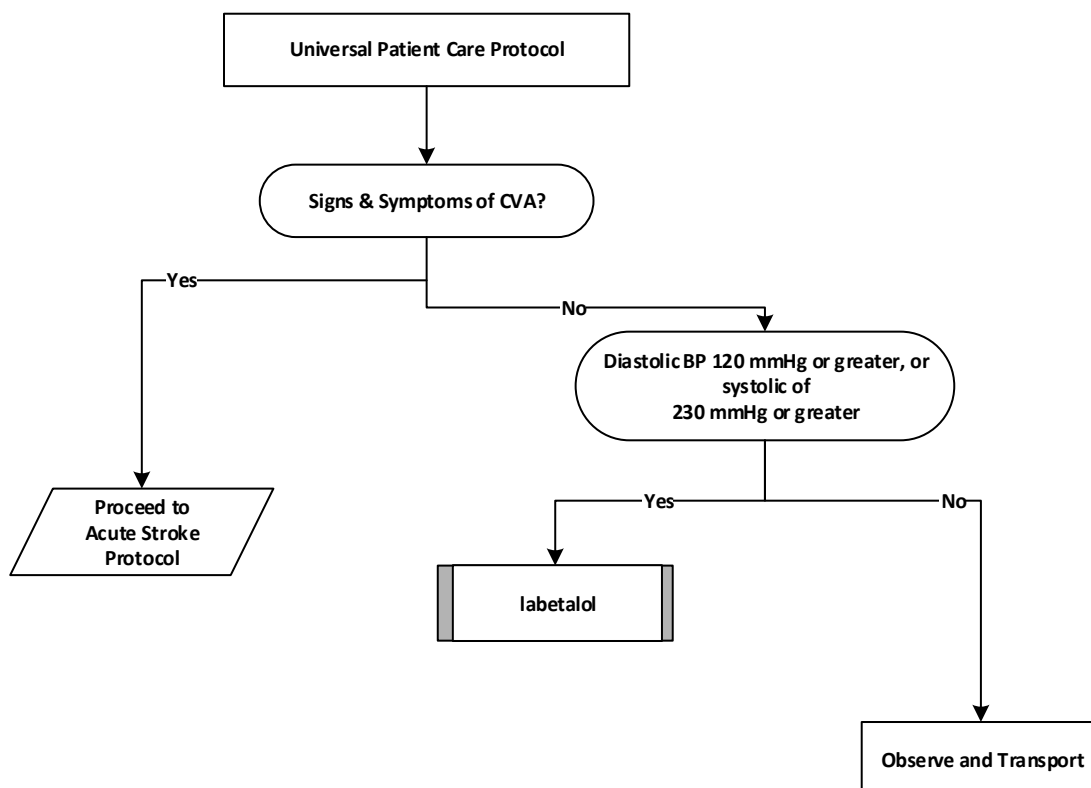 Universal Patient Care Protocol
Signs & Symptoms of CVA?
Yes
No
Diastolic BP 120 mmHg or greater, or
systolic of
230 mmHg or greater
Proceed to
Acute Stroke
Protocol
Yes
No
labetalol
Observe and Transport